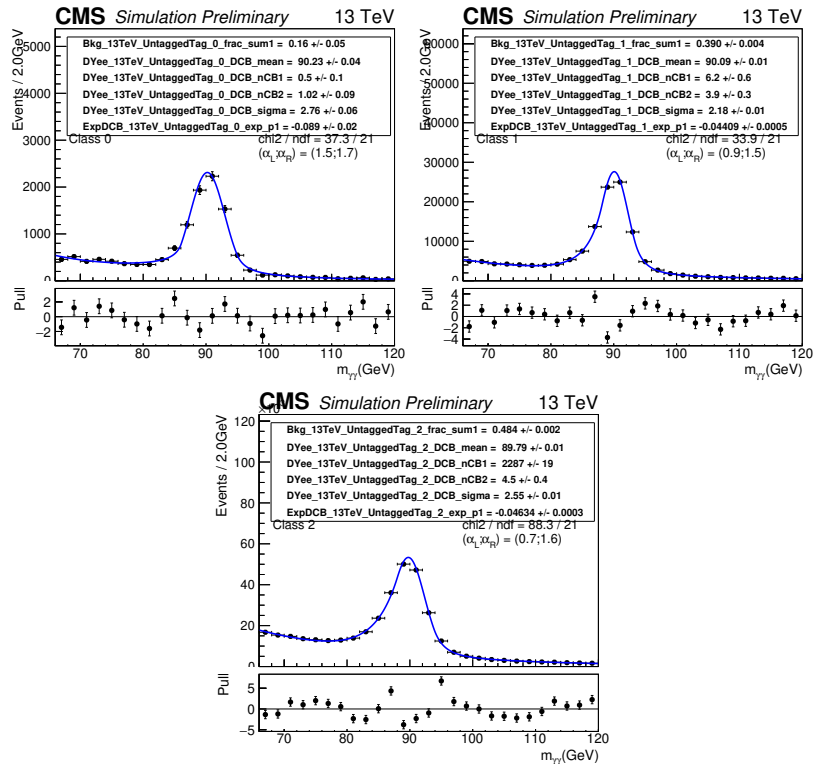 CMS Simulation Preliminary 13 TeV
Events / 2.0GeV
5000
4000
3000
2000
1000
0
Bkg_13TeV_UntaggedTag_0_frac_sum1 = 0.16 +/- 0.05
DYee_13TeV_UntaggedTag_0_DCB_mean = 90.23 +/- 0.04
DYee_13TeV_UntaggedTag_0_DCB_nCB1 = 0.5 +/- 0.1
DYee_13TeV_UntaggedTag_0_DCB_nCB2 = 1.02 +/- 0.09
DYee_13TeV_UntaggedTag_0_DCB_sigma = 2.76 +/- 0.06
ExpDCB_13TeV_UntaggedTag_0_exp_p1 = -0.089 +/- 0.02
Class 0
chi2 / ndf = 37.3 / 21
(α_L;α_R) = (1.5;1.7)
Pull
2
0
−2
70 80 90 100 110 120
m_γγ(GeV)
CMS Simulation Preliminary 13 TeV
Events / 2.0GeV
60000
30000
20000
10000
0
Bkg_13TeV_UntaggedTag_1_frac_sum1 = 0.390 +/- 0.004
DYee_13TeV_UntaggedTag_1_DCB_mean = 90.09 +/- 0.01
DYee_13TeV_UntaggedTag_1_DCB_nCB1 = 6.2 +/- 0.6
DYee_13TeV_UntaggedTag_1_DCB_nCB2 = 3.9 +/- 0.3
DYee_13TeV_UntaggedTag_1_DCB_sigma = 2.18 +/- 0.01
ExpDCB_13TeV_UntaggedTag_1_exp_p1 = -0.04409 +/- 0.0005
Class 1
chi2 / ndf = 33.9 / 21
(α_L;α_R) = (0.9;1.5)
Pull
4
2
0
−2
−4
70 80 90 100 110 120
m_γγ(GeV)
CMS Simulation Preliminary 13 TeV
Events / 2.0GeV
120
100
80
60
40
20
0
Bkg_13TeV_UntaggedTag_2_frac_sum1 = 0.484 +/- 0.002
DYee_13TeV_UntaggedTag_2_DCB_mean = 89.79 +/- 0.01
DYee_13TeV_UntaggedTag_2_DCB_nCB1 = 2287 +/- 19
DYee_13TeV_UntaggedTag_2_DCB_nCB2 = 4.5 +/- 0.4
DYee_13TeV_UntaggedTag_2_DCB_sigma = 2.55 +/- 0.01
ExpDCB_13TeV_UntaggedTag_2_exp_p1 = -0.04634 +/- 0.0003
Class 2
chi2 / ndf = 88.3 / 21
(α_L;α_R) = (0.7;1.6)
Pull
5
0
−5
70 80 90 100 110 120
m_γγ(GeV)